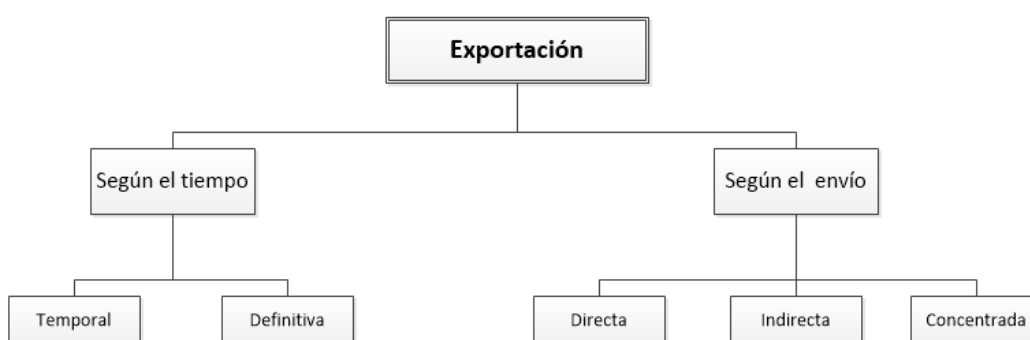 Exportación
Según el tiempo
Según el envío
Temporal
Definitiva
Directa
Indirecta
Concentrada